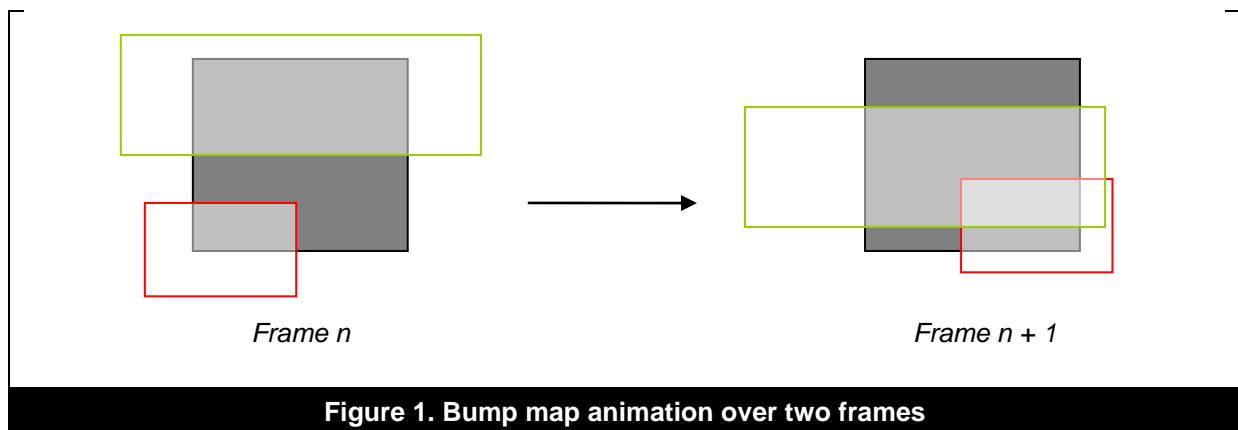 Frame n
Frame n + 1
Figure 1. Bump map animation over two frames